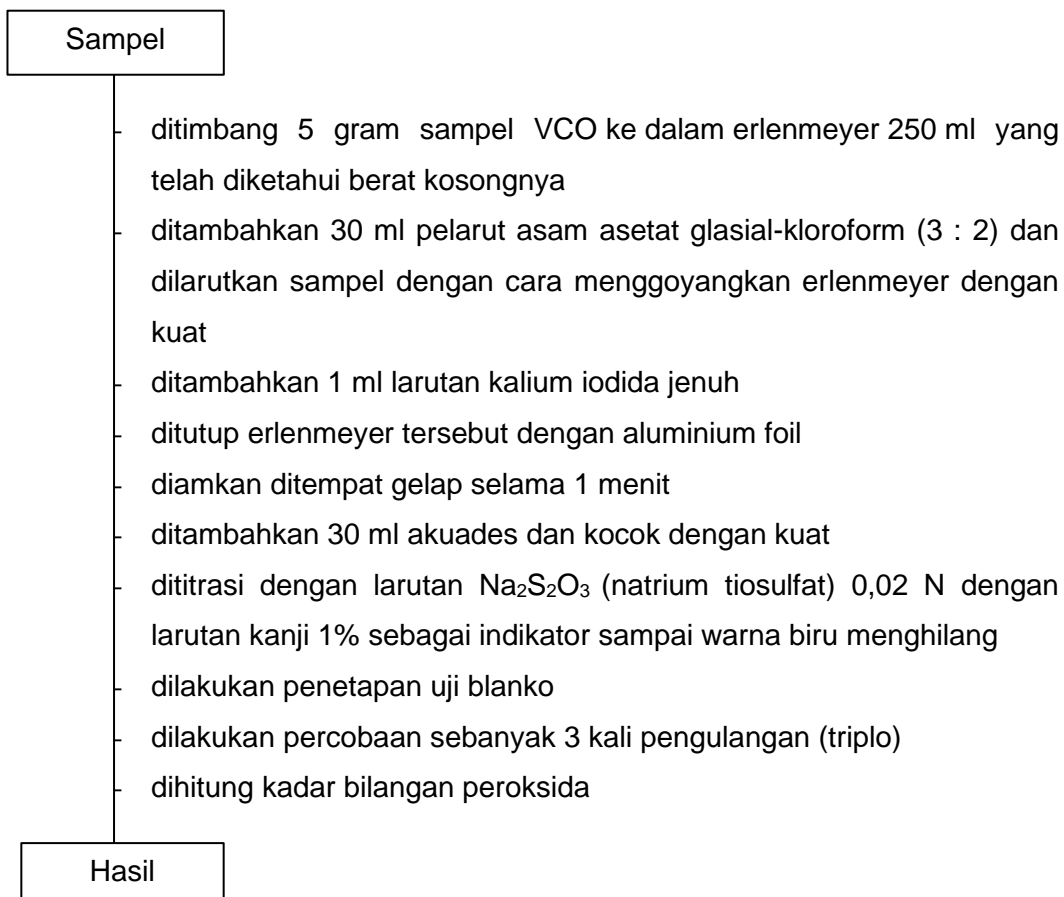 Sampel
- ditimbang 5 gram sampel VCO ke dalam erlenmeyer 250 ml yang
telah diketahui berat kosongnya
- ditambahkan 30 ml pelarut asam asetat glasial-kloroform (3 : 2) dan
dilarutkan sampel dengan cara menggoyangkan erlenmeyer dengan
kuat
- ditambahkan 1 ml larutan kalium iodida jenuh
- ditutup erlenmeyer tersebut dengan aluminium foil
- diamkan ditempat gelap selama 1 menit
- ditambahkan 30 ml akuades dan kocok dengan kuat
- dititrasi dengan larutan Na₂S₂O₃ (natrium tiosulfat) 0,02 N dengan
larutan kanji 1% sebagai indikator sampai warna biru menghilang
- dilakukan penetapan uji blanko
- dilakukan percobaan sebanyak 3 kali pengulangan (triplo)
- dihitung kadar bilangan peroksida
Hasil